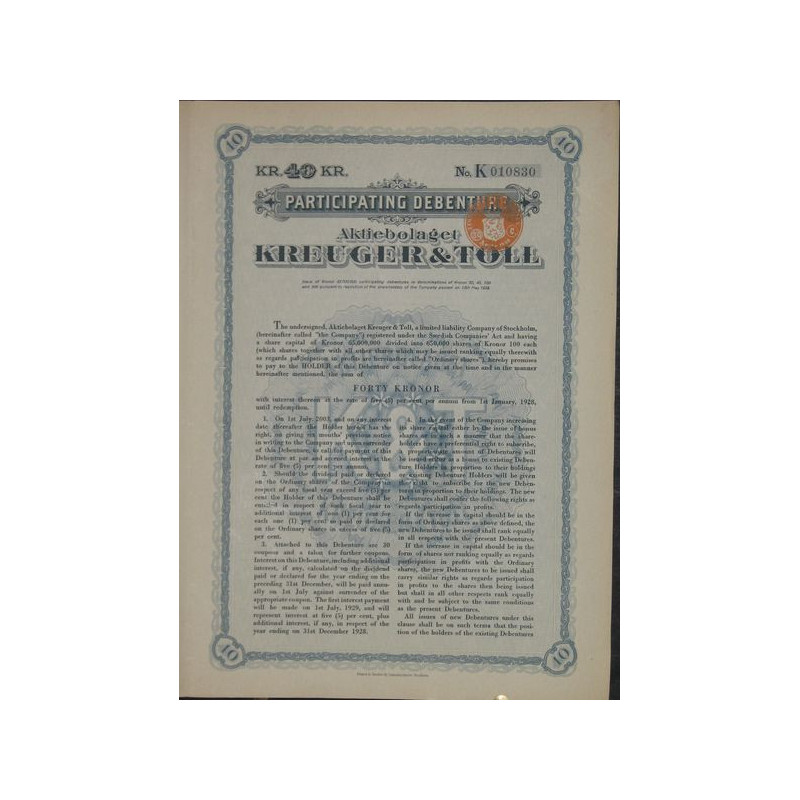 40 40
KR. 40 KR. No. K 010830
PARTICIPATING DEBENTURE
Aktiebolaget
KREUGER & TOLL
The undersigned, Aktiebolaget Kreuger & Toll, a limited liability Company of Stockholm,
(hereinafter called "the Company") registered under the Swedish Companies' Act and having
a share capital of Kronor 65,000,000 divided into 650,000 shares of Kronor 100 each
(which shares together with all other shares which may be issued ranking equally therewith
as regards participation in profits are hereinafter called "Ordinary shares") hereby promises
to pay to the HOLDER of this Debenture on notice given at the time and in the manner
hereinafter mentioned, the sum of
FORTY KRONOR
with interest thereon at the rate of five (5) per cent. per annum from 1st January, 1928,
until redemption.
1. On 1st July, 2003, and on any interest
date thereafter the Holder hereof has the
right, on giving six months' previous notice
in writing to the Company and upon surrender
of this Debenture, to call for payment of this
Debenture at par and accrued interest at the
rate of five (5) per cent. per annum.
2. Should the dividend paid or declared
on the Ordinary shares of the Company in
respect of any fiscal year exceed five (5) per
cent the Holder of this Debenture shall be
entitled in respect of such fiscal year to
additional interest of one (1) per cent for
each one (1) per cent so paid or declared
on the Ordinary shares in excess of five (5)
per cent.
3. Attached to this Debenture are 30
coupons and a talon for further coupons.
Interest on this Debenture, including additional
interest, if any, calculated on the dividend
paid or declared for the year ending on the
preceding 31st December, will be paid annu-
ally on 1st July against surrender of the
appropriate coupon. The first interest payment
will be made on 1st July, 1929, and will
represent interest at five (5) per cent, plus
additional interest, if any, in respect of the
year ending on 31st December 1928.
4. In the event of the Company increasing
its share capital either by the issue of bonus
shares or in such a manner that the share-
holders have a preferential right to subscribe,
a proportionate amount of Debentures will
be issued either as a bonus to existing Deben-
ture Holders in proportion to their holdings
or existing Debenture Holders will be given
the right to subscribe for the new Deben-
tures in proportion to their holdings. The new
Debentures shall confer the following rights as
regards participation in profits.
If the increase in capital should be in the
form of Ordinary shares as above defined, the
new Debentures to be issued shall rank equally
in all respects with the present Debentures.
If the increase in capital should be in the
form of shares not ranking equally as regards
participation in profits with the Ordinary
shares, the new Debentures to be issued shall
carry similar rights as regards participation
in profits to the shares then being issued
but shall in all other respects rank equally
with and be subject to the same conditions
as the present Debentures.
All issues of new Debentures under this
clause shall be on such terms that the posi-
tion of the holders of the existing Debentures
40 40